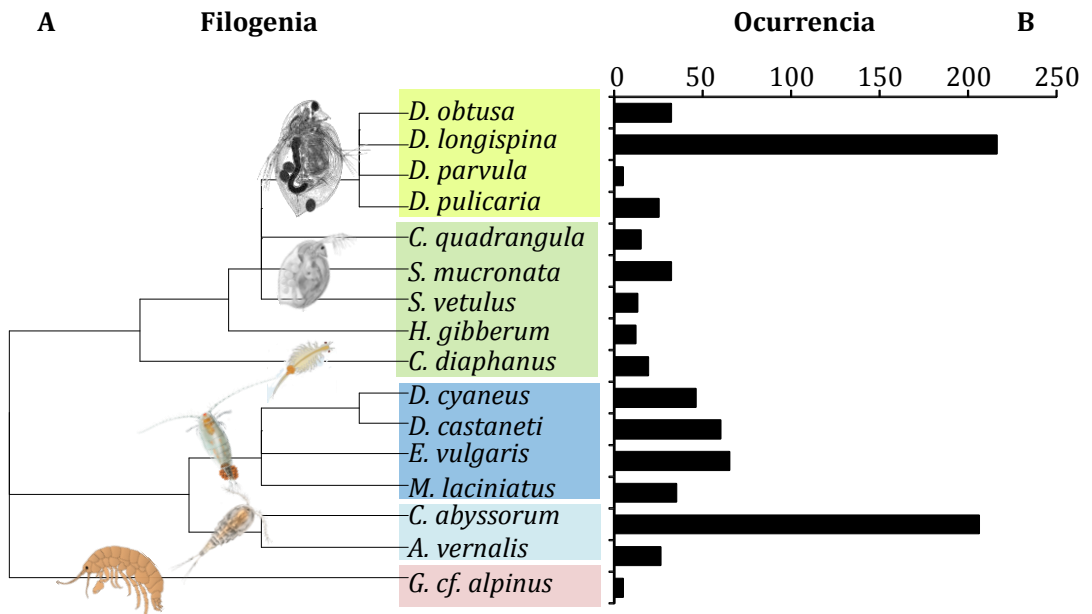 A Filogenia Ocurrencia B
0 50 100 150 200 250
D. obtusa
D. longispina
D. parvula
D. pulicaria
C. quadrangula
S. mucronata
S. vetulus
H. gibberum
C. diaphanus
D. cyaneus
D. castaneti
E. vulgaris
M. laciniatus
C. abyssorum
A. vernalis
G. cf. alpinus